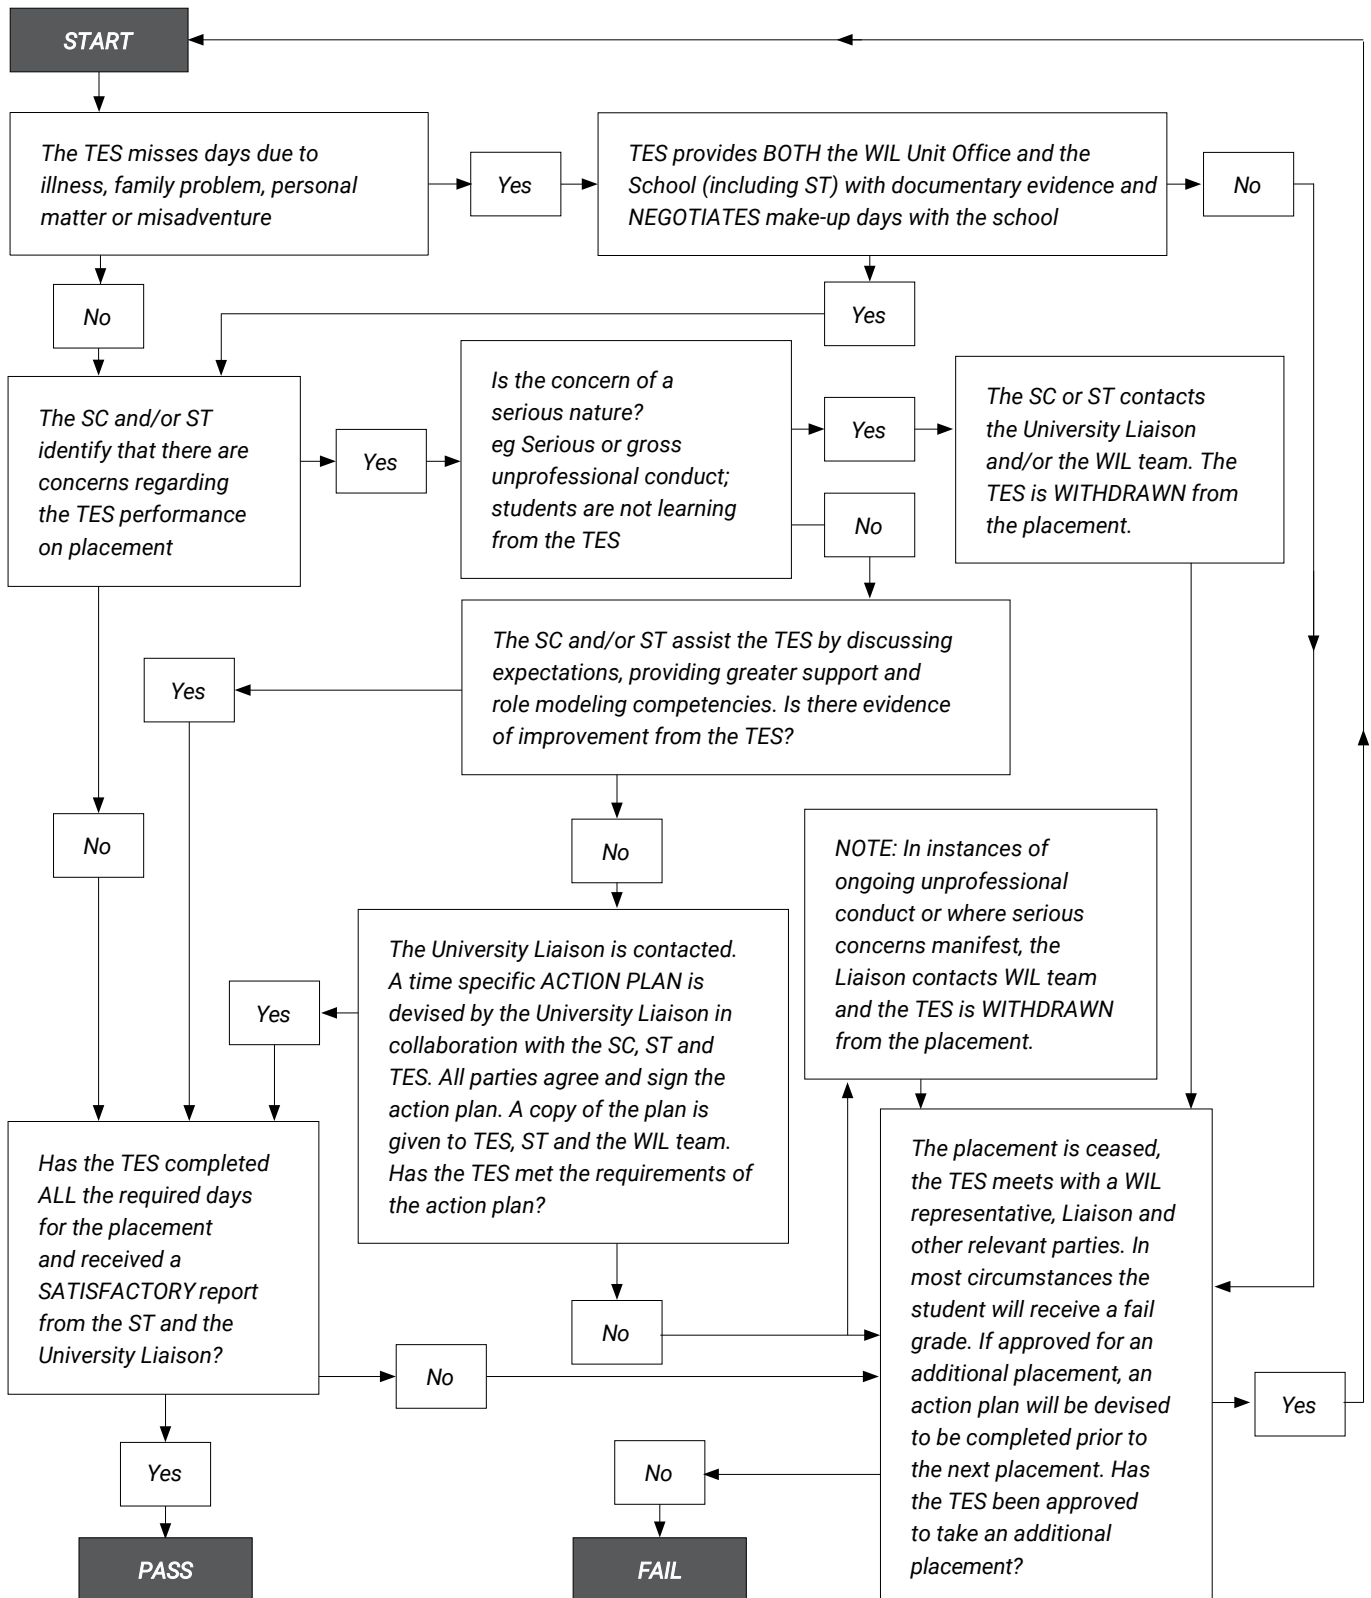 START
The TES misses days due to
illness, family problem, personal
matter or misadventure
Yes
TES provides BOTH the WIL Unit Office and the
School (including ST) with documentary evidence and
NEGOTIATES make-up days with the school
No
No
Yes
The SC and/or ST
identify that there are
concerns regarding
the TES performance
on placement
Yes
Is the concern of a
serious nature?
eg Serious or gross
unprofessional conduct;
students are not learning
from the TES
Yes
No
The SC or ST contacts
the University Liaison
and/or the WIL team. The
TES is WITHDRAWN from
the placement.
The SC and/or ST assist the TES by discussing
expectations, providing greater support and
role modeling competencies. Is there evidence
of improvement from the TES?
Yes
No
No
NOTE: In instances of
ongoing unprofessional
conduct or where serious
concerns manifest, the
Liaison contacts WIL team
and the TES is WITHDRAWN
from the placement.
The University Liaison is contacted.
A time specific ACTION PLAN is
devised by the University Liaison in
collaboration with the SC, ST and
TES. All parties agree and sign the
action plan. A copy of the plan is
given to TES, ST and the WIL team.
Has the TES met the requirements of
the action plan?
Yes
No
Has the TES completed
ALL the required days
for the placement
and received a
SATISFACTORY report
from the ST and the
University Liaison?
No
The placement is ceased,
the TES meets with a WIL
representative, Liaison and
other relevant parties. In
most circumstances the
student will receive a fail
grade. If approved for an
additional placement, an
action plan will be devised
to be completed prior to
the next placement. Has
the TES been approved
to take an additional
placement?
Yes
Yes
No
PASS
FAIL